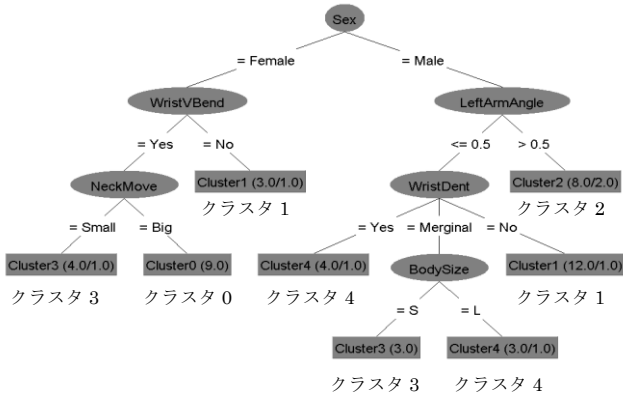 Sex
= Female
= Male
WristVBend
LeftArmAngle
= Yes
= No
<= 0.5
> 0.5
NeckMove
Cluster1 (3.0/1.0)
WristDent
Cluster2 (8.0/2.0)
クラスタ 1
クラスタ 2
= Small
= Big
= Yes
= Merginal
= No
Cluster3 (4.0/1.0)
Cluster0 (9.0)
Cluster4 (4.0/1.0)
BodySize
Cluster1 (12.0/1.0)
クラスタ 3
クラスタ 0
クラスタ 4
クラスタ 1
= S
= L
Cluster3 (3.0)
Cluster4 (3.0/1.0)
クラスタ 3
クラスタ 4